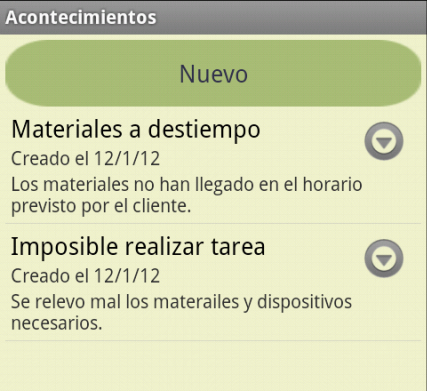 Acontecimientos
Nuevo
Materiales a destiempo
Creado el 12/1/12
Los materiales no han llegado en el horario
previsto por el cliente.
Imposible realizar tarea
Creado el 12/1/12
Se relevo mal los materailes y dispositivos
necesarios.